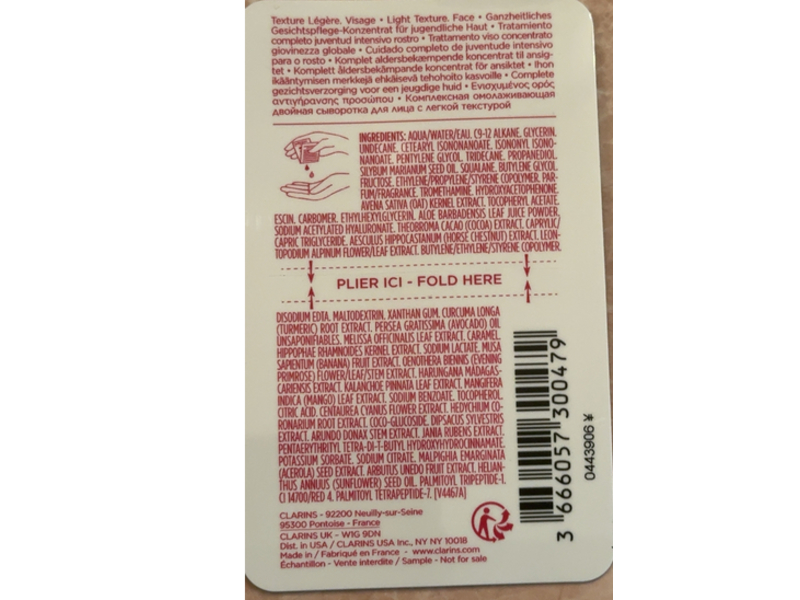 Texture Légère. Visage • Light Texture. Face • Ganzheitliches
Gesichtspflege-Konzentrat für jugendliche Haut • Tratamiento
completo juventud intensivo rostro • Trattamento viso concentrato
giovinezza globale • Cuidado completo de juventude intensivo
para o rosto • Komplet aldersbekæmpende koncentrat til ansig-
tet • Komplett åldersbekämpande koncentrat för ansiktet • Ihon
ikääntymisen merkkejä ehkäisevä tehohoito kasvoille • Complete
gezichtsverzorging voor een jeugdige huid • Ενισχυμένος ορός
αντιγήρανσης προσώπου • Комплексная омолаживающая
двойная сыворотка для лица с легкой текстурой
INGREDIENTS: AQUA/WATER/EAU. C9-12 ALKANE. GLYCERIN.
UNDECANE. CETEARYL ISONONANOATE. ISONONYL ISONO-
NANOATE. PENTYLENE GLYCOL. TRIDECANE. PROPANEDIOL.
SILYBUM MARIANUM SEED OIL. SQUALANE. BUTYLENE GLYCOL.
FRUCTOSE. ETHYLENE/PROPYLENE/STYRENE COPOLYMER. PAR-
FUM/FRAGRANCE. TROMETHAMINE. HYDROXYACETOPHENONE.
AVENA SATIVA (OAT) KERNEL EXTRACT. TOCOPHERYL ACETATE.
ESCIN. CARBOMER. ETHYLHEXYLGLYCERIN. ALOE BARBADENSIS LEAF JUICE POWDER.
SODIUM ACETYLATED HYALURONATE. THEOBROMA CACAO (COCOA) EXTRACT. CAPRYLIC/
CAPRIC TRIGLYCERIDE. AESCULUS HIPPOCASTANUM (HORSE CHESTNUT) EXTRACT. LEON-
TOPODIUM ALPINUM FLOWER/LEAF EXTRACT. BUTYLENE/ETHYLENE/STYRENE COPOLYMER.
PLIER ICI - FOLD HERE
DISODIUM EDTA. MALTODEXTRIN. XANTHAN GUM. CURCUMA LONGA
(TURMERIC) ROOT EXTRACT. PERSEA GRATISSIMA (AVOCADO) OIL
UNSAPONIFIABLES. MELISSA OFFICINALIS LEAF EXTRACT. CARAMEL.
HIPPOPHAE RHAMNOIDES KERNEL EXTRACT. SODIUM LACTATE. MUSA
SAPIENTUM (BANANA) FRUIT EXTRACT. OENOTHERA BIENNIS (EVENING
PRIMROSE) FLOWER/LEAF/STEM EXTRACT. HARUNGANA MADAGAS-
CARIENSIS EXTRACT. KALANCHOE PINNATA LEAF EXTRACT. MANGIFERA
INDICA (MANGO) LEAF EXTRACT. SODIUM BENZOATE. TOCOPHEROL.
CITRIC ACID. CENTAUREA CYANUS FLOWER EXTRACT. HEDYCHIUM CO-
RONARIUM ROOT EXTRACT. COCO-GLUCOSIDE. DIPSACUS SYLVESTRIS
EXTRACT. ARUNDO DONAX STEM EXTRACT. JANIA RUBENS EXTRACT.
PENTAERYTHRITYL TETRA-DI-T-BUTYL HYDROXYHYDROCINNAMATE.
POTASSIUM SORBATE. SODIUM CITRATE. MALPIGHIA EMARGINATA
(ACEROLA) SEED EXTRACT. ARBUTUS UNEDO FRUIT EXTRACT. HELIAN-
THUS ANNUUS (SUNFLOWER) SEED OIL. PALMITOYL TRIPEPTIDE-1.
CI 14700/RED 4. PALMITOYL TETRAPEPTIDE-7. [V4467A]
CLARINS - 92200 Neuilly-sur-Seine
95300 Pontoise - France
CLARINS UK - W1G 9DN
Dist. in USA / CLARINS USA Inc., NY NY 10018
Made in / Fabriqué en France - www.clarins.com
Échantillon - Vente interdite / Sample - Not for sale
3 666057 300479
0443906 ¥